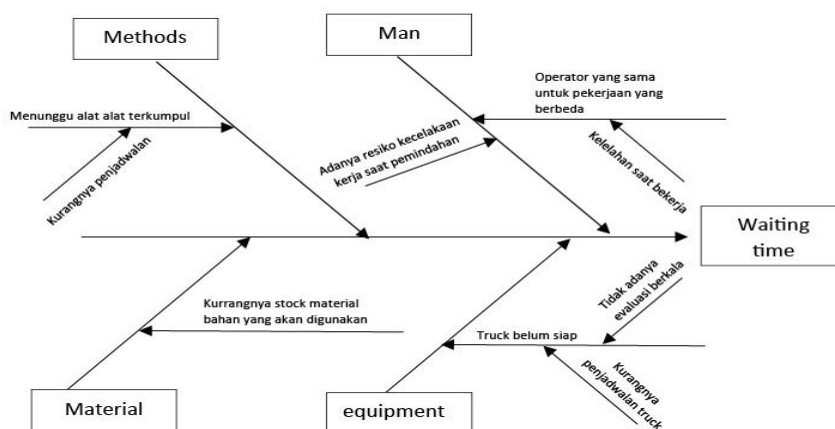 Methods
Man
Operator yang sama
untuk pekerjaan yang
berbeda
Menunggu alat alat terkumpul
Kurangnya penjadwalan
Adanya resiko kecelakaan
kerja saat pemindahan
Kelelahan saat bekerja
Waiting
time
Tidak adanya
evaluasi berkala
Kurrangnya stock material
bahan yang akan digunakan
Truck belum siap
Kurangnya
penjadwalan truck
Material
equipment